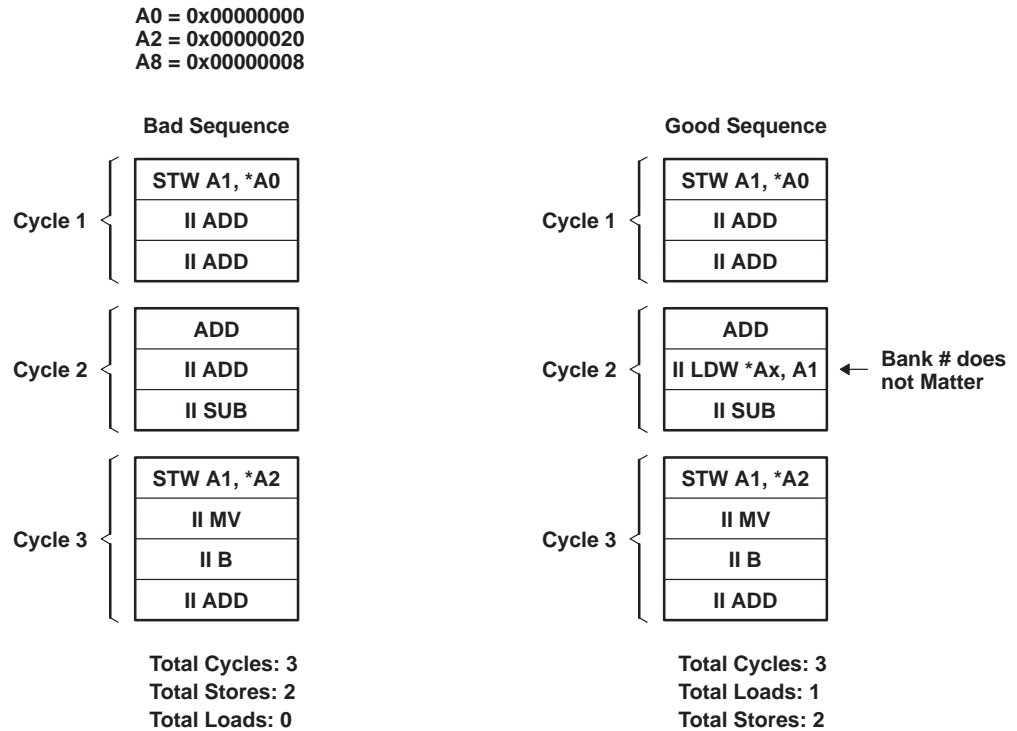 A0 = 0x00000000
A2 = 0x00000020
A8 = 0x00000008
Bad Sequence
Cycle 1
STW A1, *A0
II ADD
II ADD
Cycle 2
ADD
II ADD
II SUB
Cycle 3
STW A1, *A2
II MV
II B
II ADD
Total Cycles: 3
Total Stores: 2
Total Loads: 0
Good Sequence
Cycle 1
STW A1, *A0
II ADD
II ADD
Cycle 2
ADD
II LDW *Ax, A1
II SUB
Bank # does
not Matter
Cycle 3
STW A1, *A2
II MV
II B
II ADD
Total Cycles: 3
Total Loads: 1
Total Stores: 2